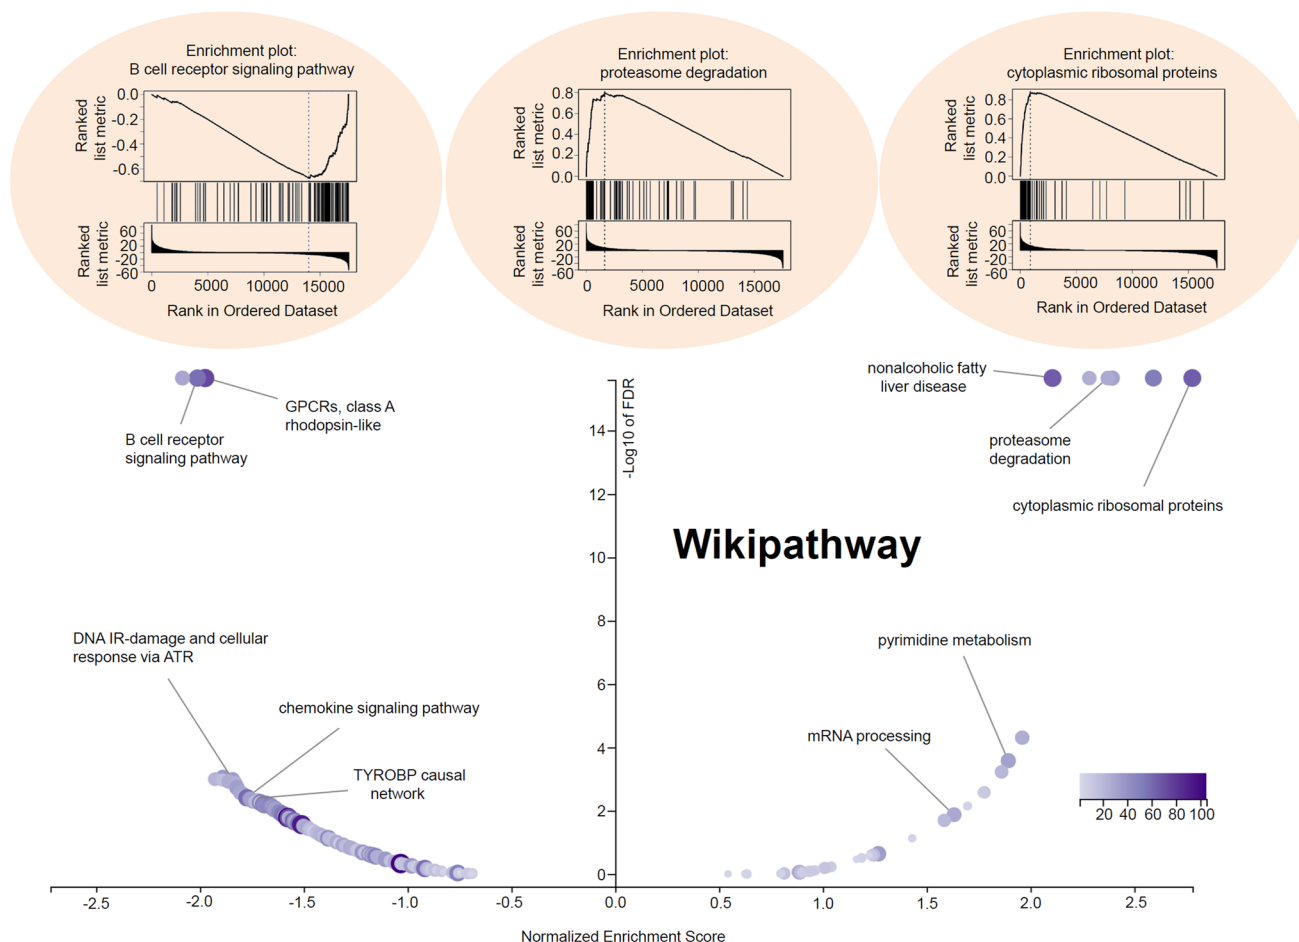 Enrichment plot:
B cell receptor signaling pathway
Ranked
list metric
0.0
-0.2
-0.4
-0.6
Ranked
list metric
60
20
-20
-60
0 5000 10000 15000
Rank in Ordered Dataset
Enrichment plot:
proteasome degradation
Ranked
list metric
0.8
0.6
0.4
0.2
0.0
Ranked
list metric
60
20
-20
-60
0 5000 10000 15000
Rank in Ordered Dataset
Enrichment plot:
cytoplasmic ribosomal proteins
Ranked
list metric
0.8
0.6
0.4
0.2
0.0
Ranked
list metric
60
20
-20
-60
0 5000 10000 15000
Rank in Ordered Dataset
GPCRs, class A
rhodopsin-like
B cell receptor
signaling pathway
nonalcoholic fatty
liver disease
proteasome
degradation
cytoplasmic ribosomal proteins
-Log10 of FDR
14
12
10
8
6
4
2
0
Wikipathway
DNA IR-damage and cellular
response via ATR
chemokine signaling pathway
TYROBP causal
network
pyrimidine metabolism
mRNA processing
20 40 60 80 100
-2.5 -2.0 -1.5 -1.0 -0.5 0.0 0.5 1.0 1.5 2.0 2.5
Normalized Enrichment Score